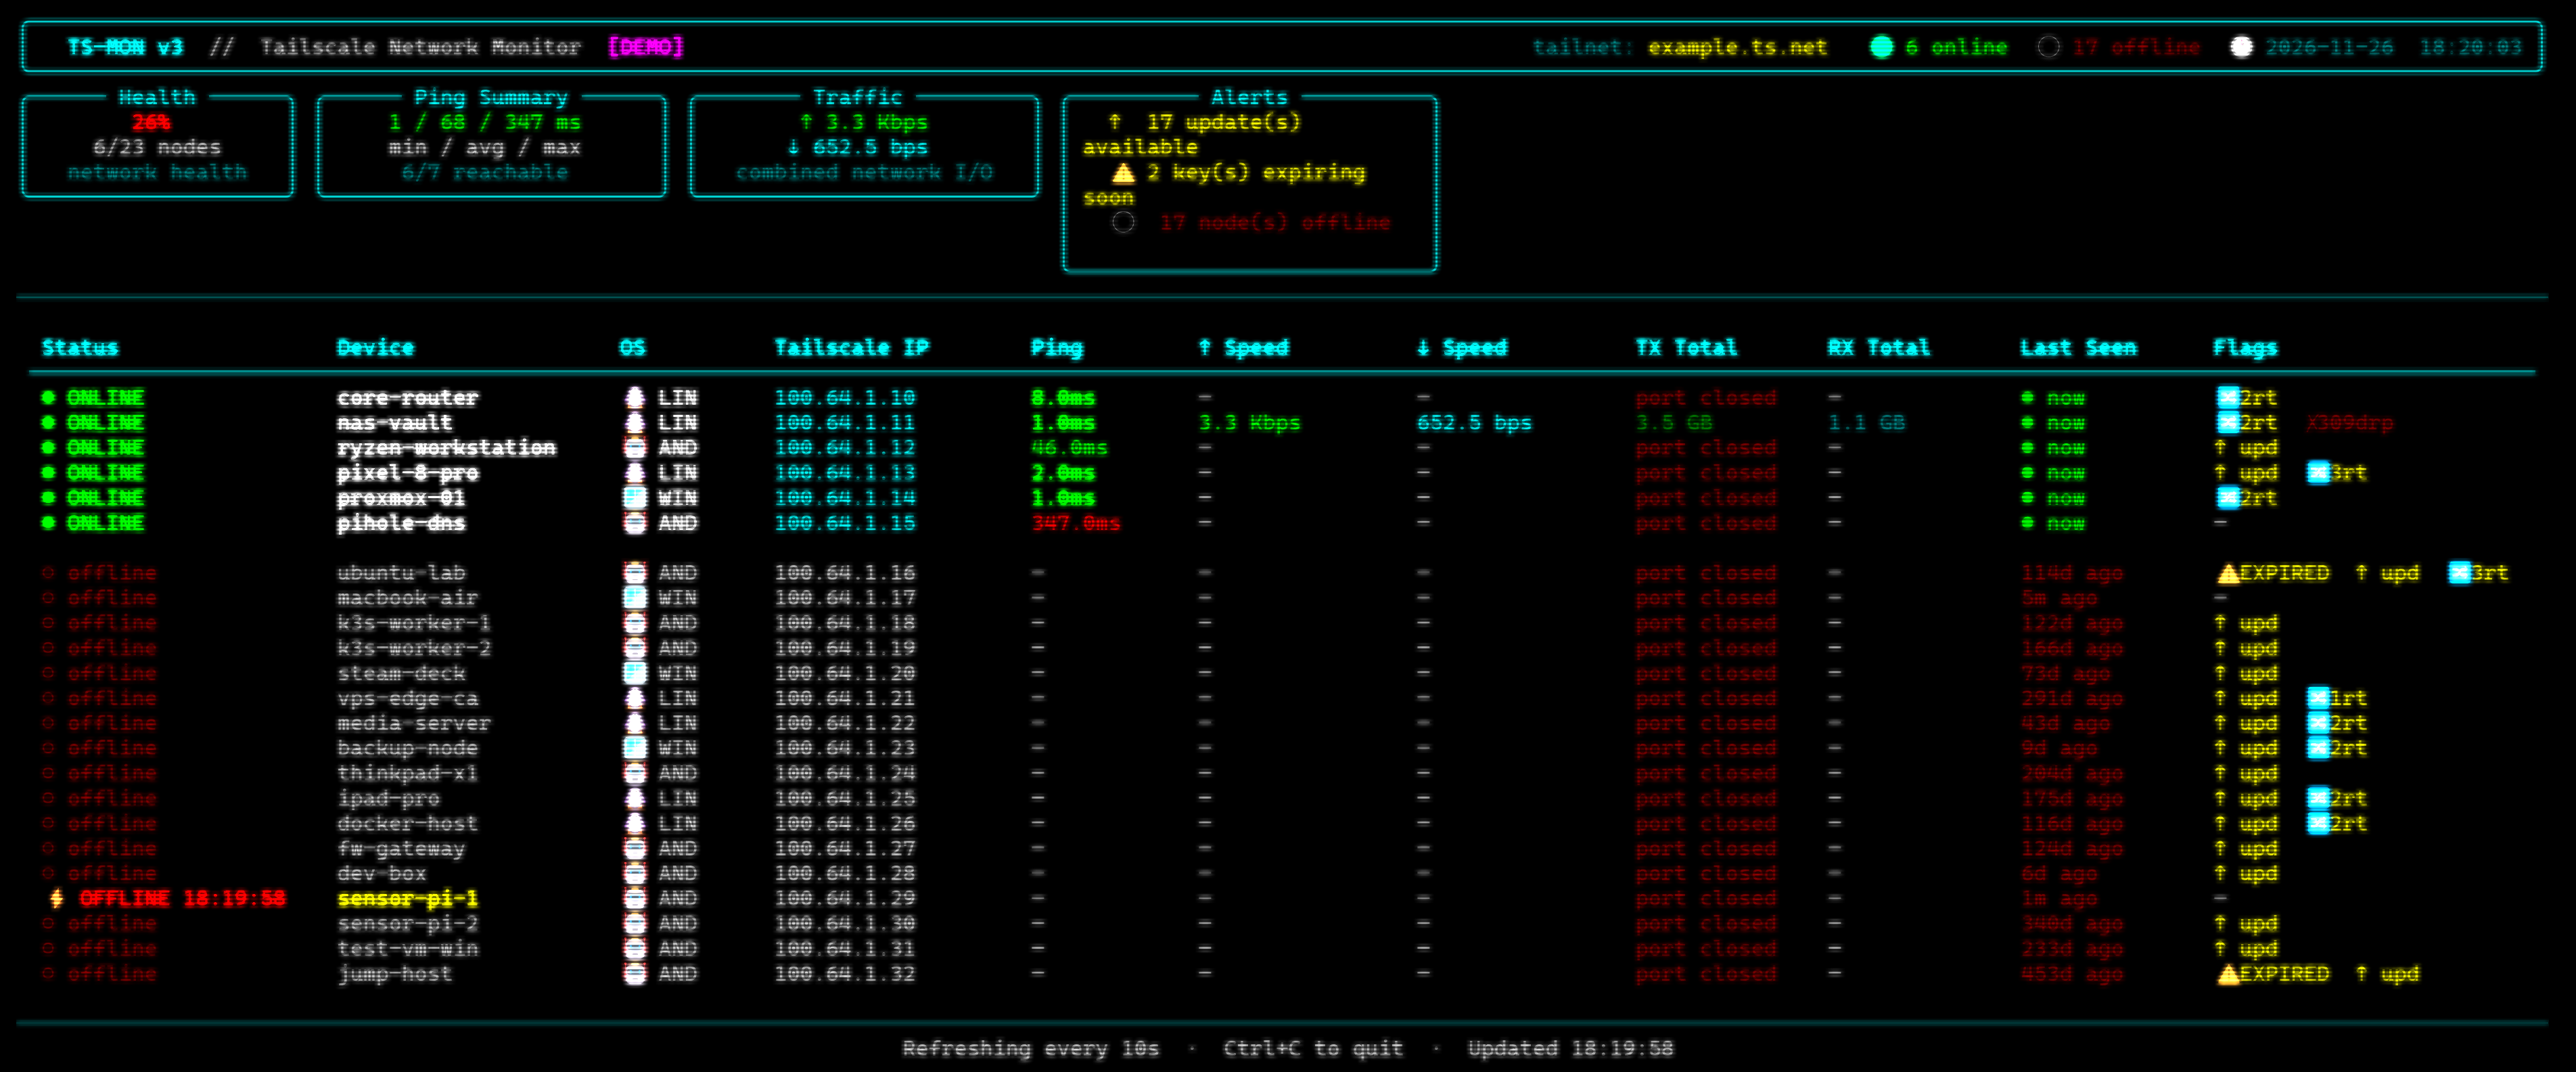 TS-MON v3 // Tailscale Network Monitor [DEMO] tailnet: example.ts.net 6 online 17 offline 2026-11-26 18:20:03
Health
26%
6/23 nodes
network health
Ping Summary
1 / 68 / 347 ms
min / avg / max
6/7 reachable
Traffic
↑ 3.3 Kbps
↓ 652.5 bps
combined network I/O
Alerts
↑ 17 update(s)
available
⚠ 2 key(s) expiring
soon
17 node(s) offline
Status Device OS Tailscale IP Ping ↑ Speed ↓ Speed TX Total RX Total Last Seen Flags
● ONLINE core-router LIN 100.64.1.10 8.0ms — — port closed — ● now 2rt
● ONLINE nas-vault LIN 100.64.1.11 1.0ms 3.3 Kbps 652.5 bps 3.5 GB 1.1 GB ● now 2rt X309drp
● ONLINE ryzen-workstation AND 100.64.1.12 46.0ms — — port closed — ● now ↑ upd
● ONLINE pixel-8-pro LIN 100.64.1.13 2.0ms — — port closed — ● now ↑ upd 3rt
● ONLINE proxmox-01 WIN 100.64.1.14 1.0ms — — port closed — ● now 2rt
● ONLINE pihole-dns AND 100.64.1.15 347.0ms — — port closed — ● now —
○ offline ubuntu-lab AND 100.64.1.16 — — — port closed — 114d ago ⚠EXPIRED ↑ upd 3rt
○ offline macbook-air WIN 100.64.1.17 — — — port closed — 5m ago —
○ offline k3s-worker-1 AND 100.64.1.18 — — — port closed — 122d ago ↑ upd
○ offline k3s-worker-2 AND 100.64.1.19 — — — port closed — 166d ago ↑ upd
○ offline steam-deck WIN 100.64.1.20 — — — port closed — 73d ago ↑ upd
○ offline vps-edge-ca LIN 100.64.1.21 — — — port closed — 291d ago ↑ upd 1rt
○ offline media-server LIN 100.64.1.22 — — — port closed — 43d ago ↑ upd 2rt
○ offline backup-node WIN 100.64.1.23 — — — port closed — 9d ago ↑ upd 2rt
○ offline thinkpad-x1 AND 100.64.1.24 — — — port closed — 204d ago ↑ upd
○ offline ipad-pro LIN 100.64.1.25 — — — port closed — 175d ago ↑ upd 2rt
○ offline docker-host LIN 100.64.1.26 — — — port closed — 116d ago ↑ upd 2rt
○ offline fw-gateway AND 100.64.1.27 — — — port closed — 124d ago ↑ upd
○ offline dev-box AND 100.64.1.28 — — — port closed — 6d ago ↑ upd
⚡ OFFLINE 18:19:58 sensor-pi-1 AND 100.64.1.29 — — — port closed — 1m ago —
○ offline sensor-pi-2 AND 100.64.1.30 — — — port closed — 340d ago ↑ upd
○ offline test-vm-win AND 100.64.1.31 — — — port closed — 233d ago ↑ upd
○ offline jump-host AND 100.64.1.32 — — — port closed — 453d ago ⚠EXPIRED ↑ upd
Refreshing every 10s · Ctrl+C to quit · Updated 18:19:58